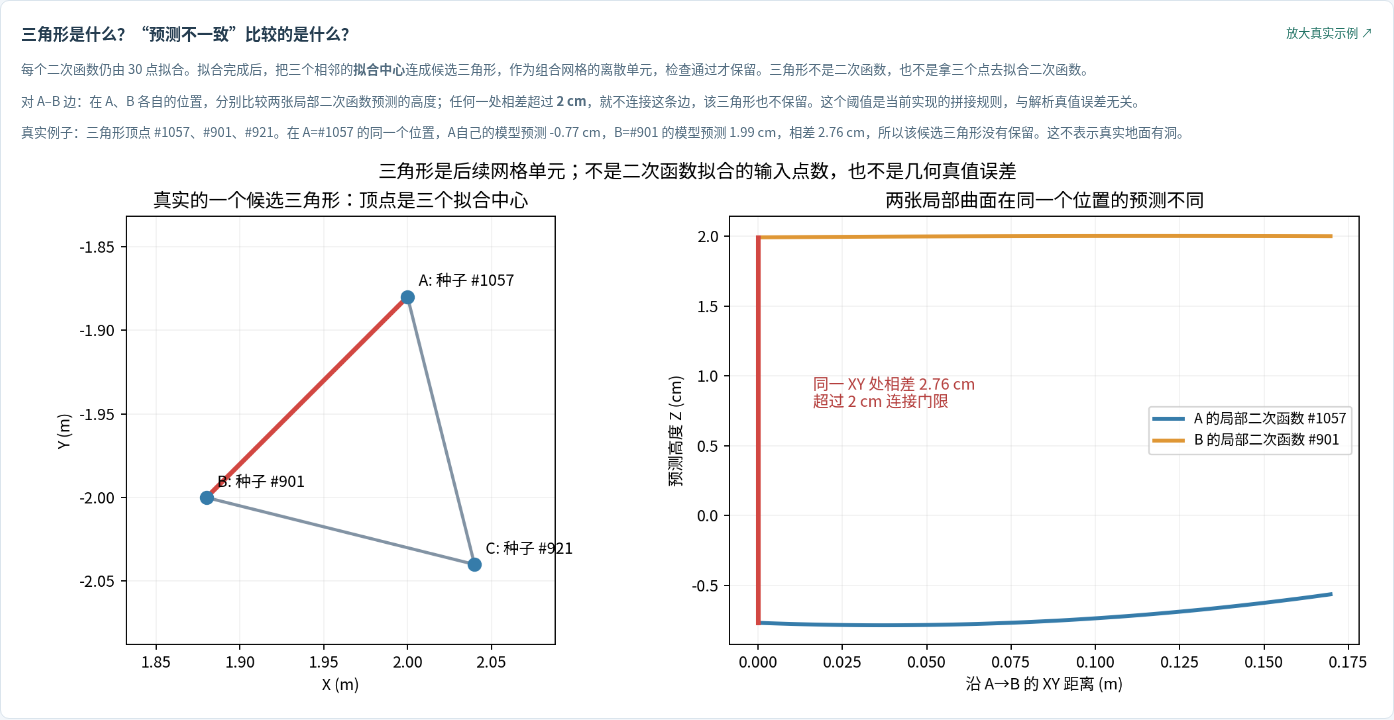 三角形是什么？“预测不一致”比较的是什么？
放大真实示例 ↗
每个二次函数仍由 30 点拟合。拟合完成后，把三个相邻的拟合中心连成候选三角形，作为组合网格的离散单元，检查通过才保留。三角形不是二次函数，也不是拿三个点去拟合二次函数。
对 A–B 边：在 A、B 各自的位置，分别比较两张局部二次函数预测的高度；任何一处相差超过 2 cm，就不连接这条边，该三角形也不保留。这个阈值是当前实现的拼接规则，与解析真值误差无关。
真实例子：三角形顶点 #1057、#901、#921。在 A=#1057 的同一个位置，A自己的模型预测 -0.77 cm，B=#901 的模型预测 1.99 cm，相差 2.76 cm，所以该候选三角形没有保留。这不表示真实地面有洞。
三角形是后续网格单元；不是二次函数拟合的输入点数，也不是几何真值误差
真实的一个候选三角形：顶点是三个拟合中心
-1.85
-1.90
-1.95
-2.00
-2.05
Y (m)
A: 种子 #1057
B: 种子 #901
C: 种子 #921
1.85
1.90
1.95
2.00
2.05
X (m)
两张局部曲面在同一个位置的预测不同
2.0
1.5
1.0
0.5
0.0
-0.5
预测高度 Z (cm)
同一 XY 处相差 2.76 cm
超过 2 cm 连接门限
A 的局部二次函数 #1057
B 的局部二次函数 #901
0.000
0.025
0.050
0.075
0.100
0.125
0.150
0.175
沿 A→B 的 XY 距离 (m)